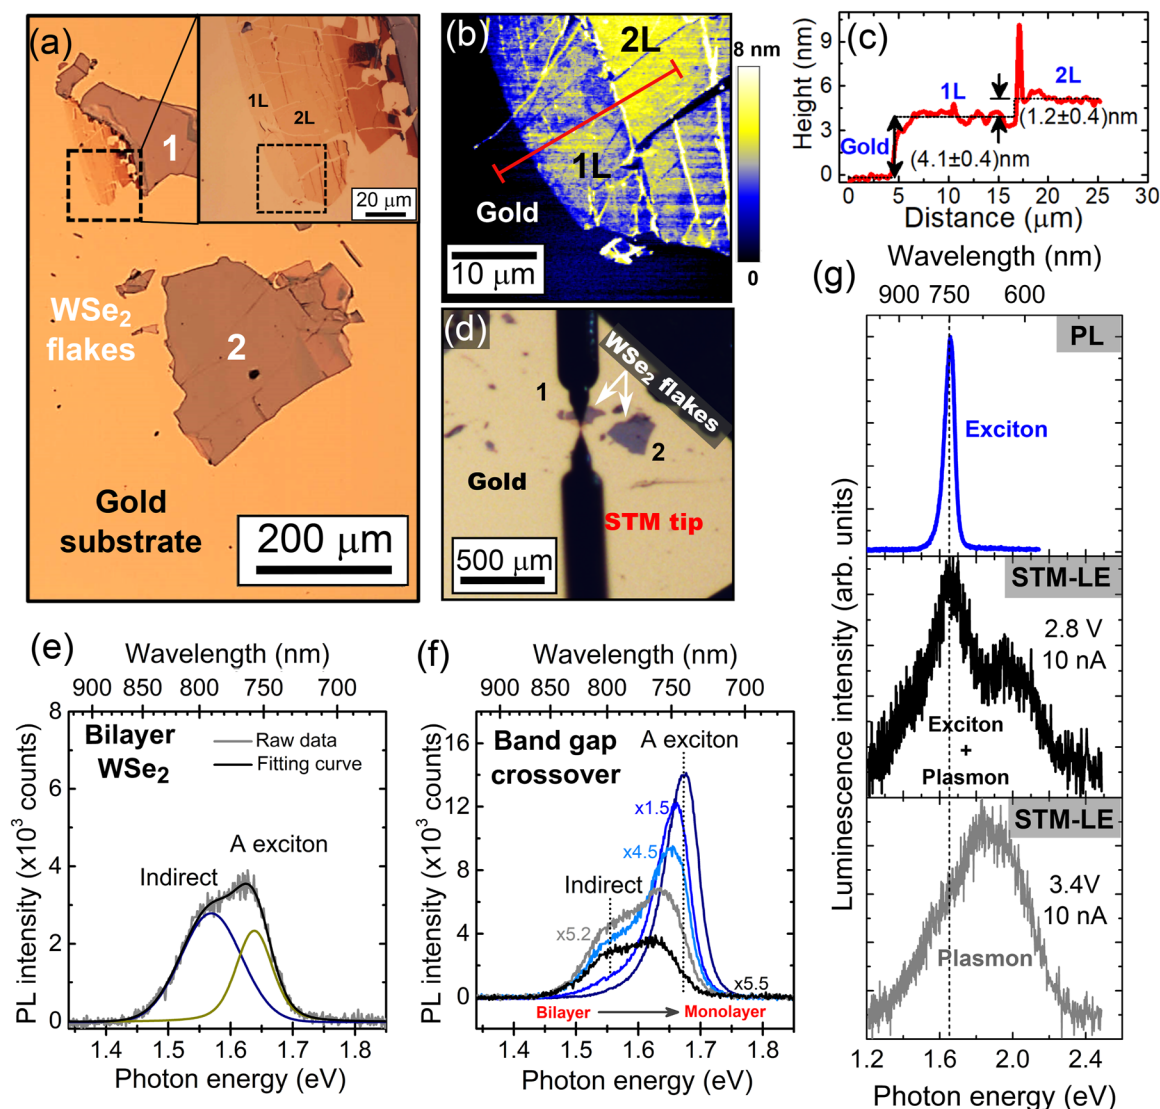 (a)
1
1L
2L
20 μm
WSe₂
flakes
2
Gold
substrate
200 μm
(b)
2L
1L
Gold
10 μm
8 nm
0
(c)
Height (nm)
9
6
3
0
1L
2L
Gold
(1.2±0.4)nm
(4.1±0.4)nm
0 5 10 15 20 25 30
Distance (μm)
(d)
WSe₂ flakes
1
2
Gold
STM tip
500 μm
(e)
Wavelength (nm)
900 850 800 750 700
PL intensity (x10³ counts)
8
6
4
2
0
Bilayer
WSe₂
Raw data
Fitting curve
A exciton
Indirect
1.4 1.5 1.6 1.7 1.8
Photon energy (eV)
(f)
Wavelength (nm)
900 850 800 740 700
PL intensity (x10³ counts)
16
12
8
4
0
Band gap
crossover
A exciton
x1.5
x4.5
Indirect
x5.2
x5.5
Bilayer
Monolayer
1.4 1.5 1.6 1.7 1.8
Photon energy (eV)
(g)
Wavelength (nm)
900 750 600
Luminescence intensity (arb. units)
PL
Exciton
STM-LE
2.8 V
10 nA
Exciton
+
Plasmon
STM-LE
3.4V
10 nA
Plasmon
1.2 1.6 2.0 2.4
Photon energy (eV)